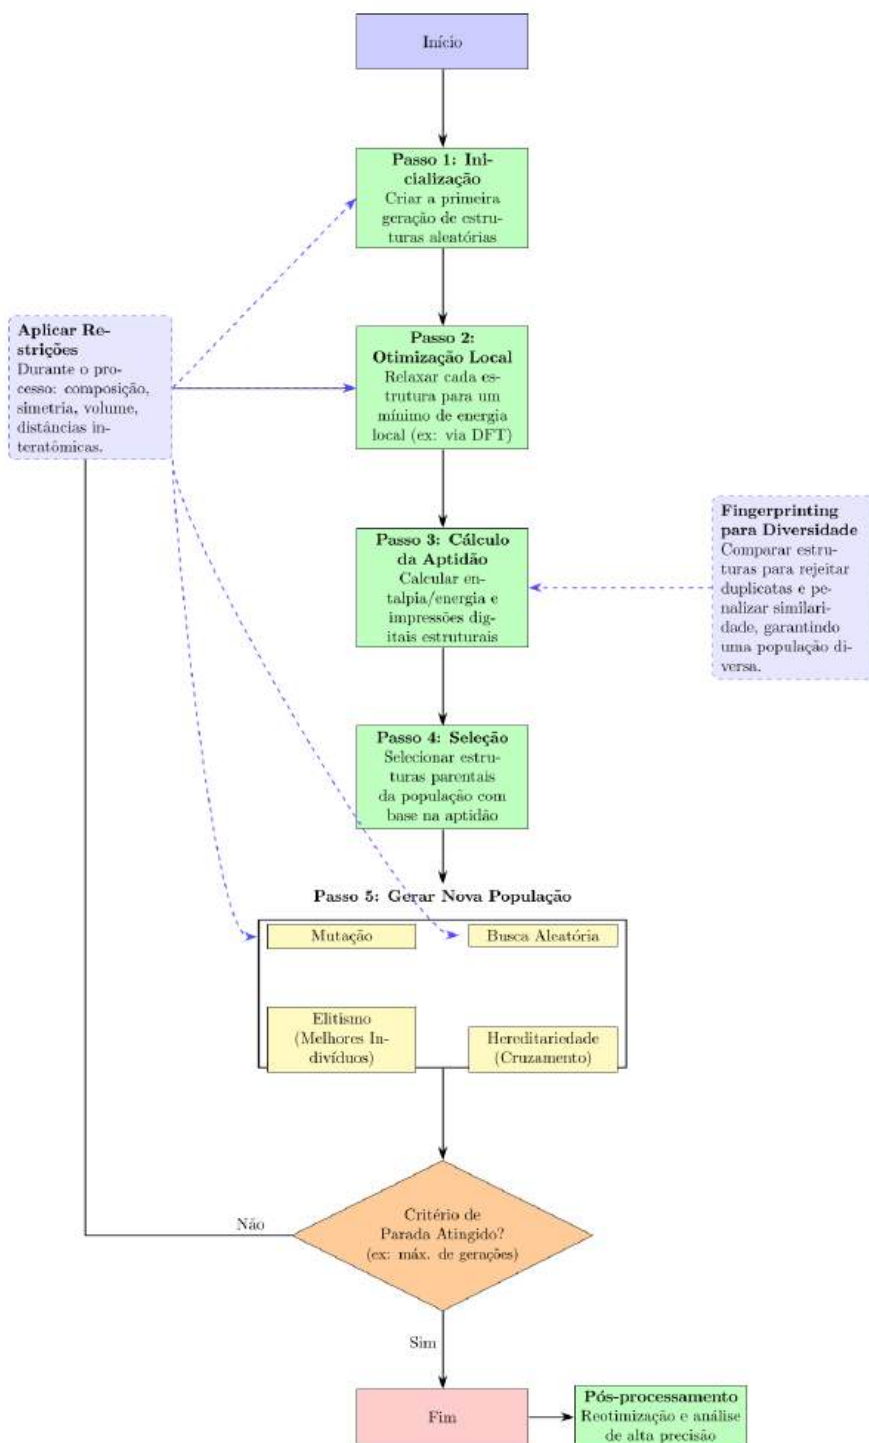 Início
Passo 1: Ini-
cialização
Criar a primeira
geração de estru-
turas aleatórias
Aplicar Re-
strições
Durante o pro-
cesso: composição,
simetria, volume,
distâncias in-
teratômicas.
Passo 2:
Otimização Local
Relaxar cada es-
trutura para um
mínimo de energia
local (ex: via DFT)
Passo 3: Cálculo
da Aptidão
Calcular en-
talpia/energia e
impressões dig-
itais estruturais
Fingerprinting
para Diversidade
Comparar estru-
turas para rejeitar
duplicatas e pe-
nalizar similari-
dade, garantindo
uma população di-
versa.
Passo 4: Seleção
Selecionar estru-
turas parentais
da população com
base na aptidão
Passo 5: Gerar Nova População
Mutação
Busca Aleatória
Elitismo
(Melhores In-
divíduos)
Hereditariedade
(Cruzamento)
Critério de
Parada Atingido?
(ex: máx. de gerações)
Não
Sim
Fim
Pós-processamento
Reotimização e análise
de alta precisão